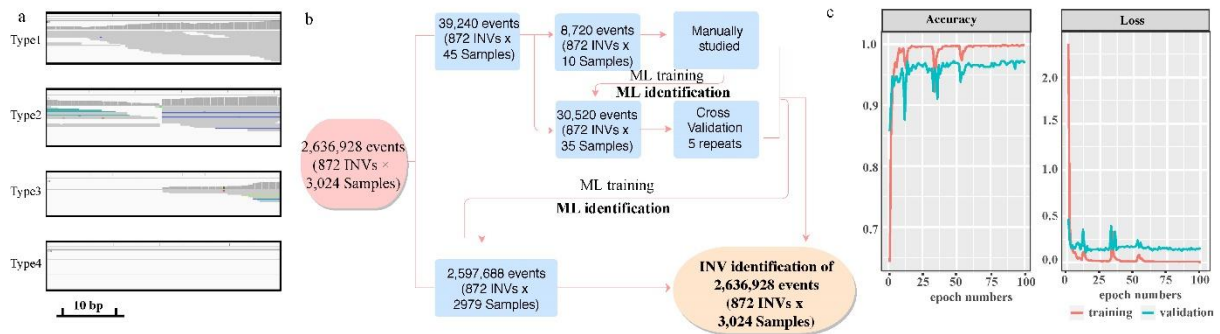 a
Type1
Type2
Type3
Type4
10 bp
b
2,636,928 events
(872 INVs ×
3,024 Samples)
39,240 events
(872 INVs x
45 Samples)
8,720 events
(872 INVs x
10 Samples)
Manually
studied
ML training
ML identification
30,520 events
(872 INVs x
35 Samples)
Cross
Validation
5 repeats
ML training
ML identification
2,597,688 events
(872 INVs x
2979 Samples)
INV identification of
2,636,928 events
(872 INVs x
3,024 Samples)
c
Accuracy
1.0
0.9
0.8
0.7
0 25 50 75 100
epoch numbers
Loss
2.0
1.5
1.0
0.5
0.0
0 25 50 75 100
epoch numbers
training validation